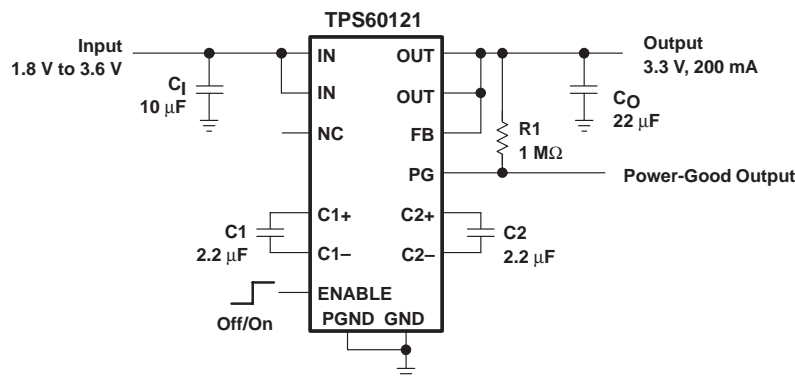 TPS60121
Input
1.8 V to 3.6 V
CI
10 μF
IN
IN
NC
C1+
C1–
ENABLE
PGND GND
OUT
OUT
FB
PG
C2+
C2–
C1
2.2 μF
Off/On
R1
1 MΩ
C2
2.2 μF
Output
3.3 V, 200 mA
CO
22 μF
Power-Good Output